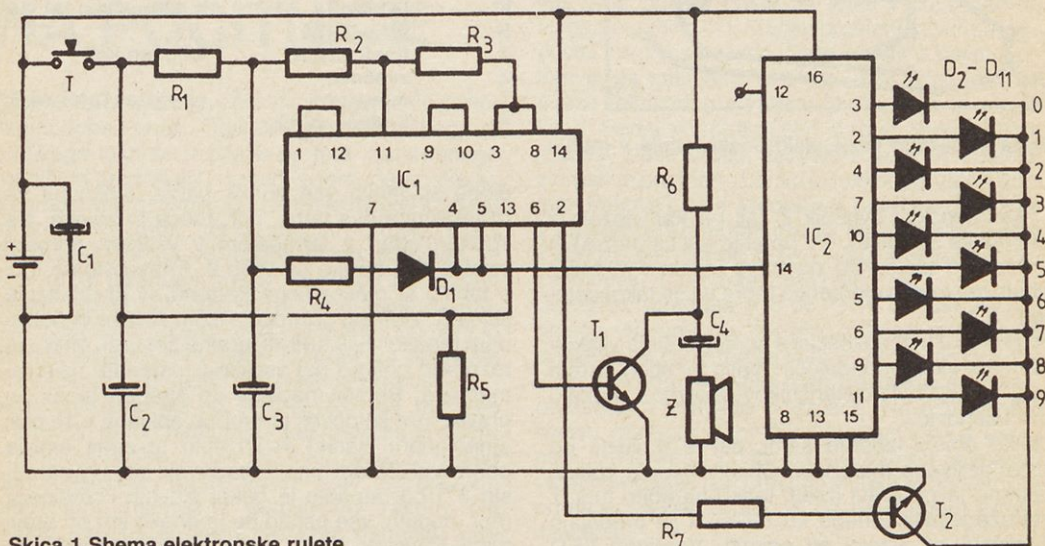 T
R1
R2
R3
1 12 11 9 10 3 8 14
IC1
7 4 5 13 6 2
+
-
C1
R4
D1
C2
C3
R5
T1
R6
C4
Z
R7
T2
16
12
14
IC2
8 13 15
D2 - D11
3 0
2 1
4 2
7 3
10 4
1 5
5 6
6 7
9 8
11 9
Skica 1 Shema elektronske rulete